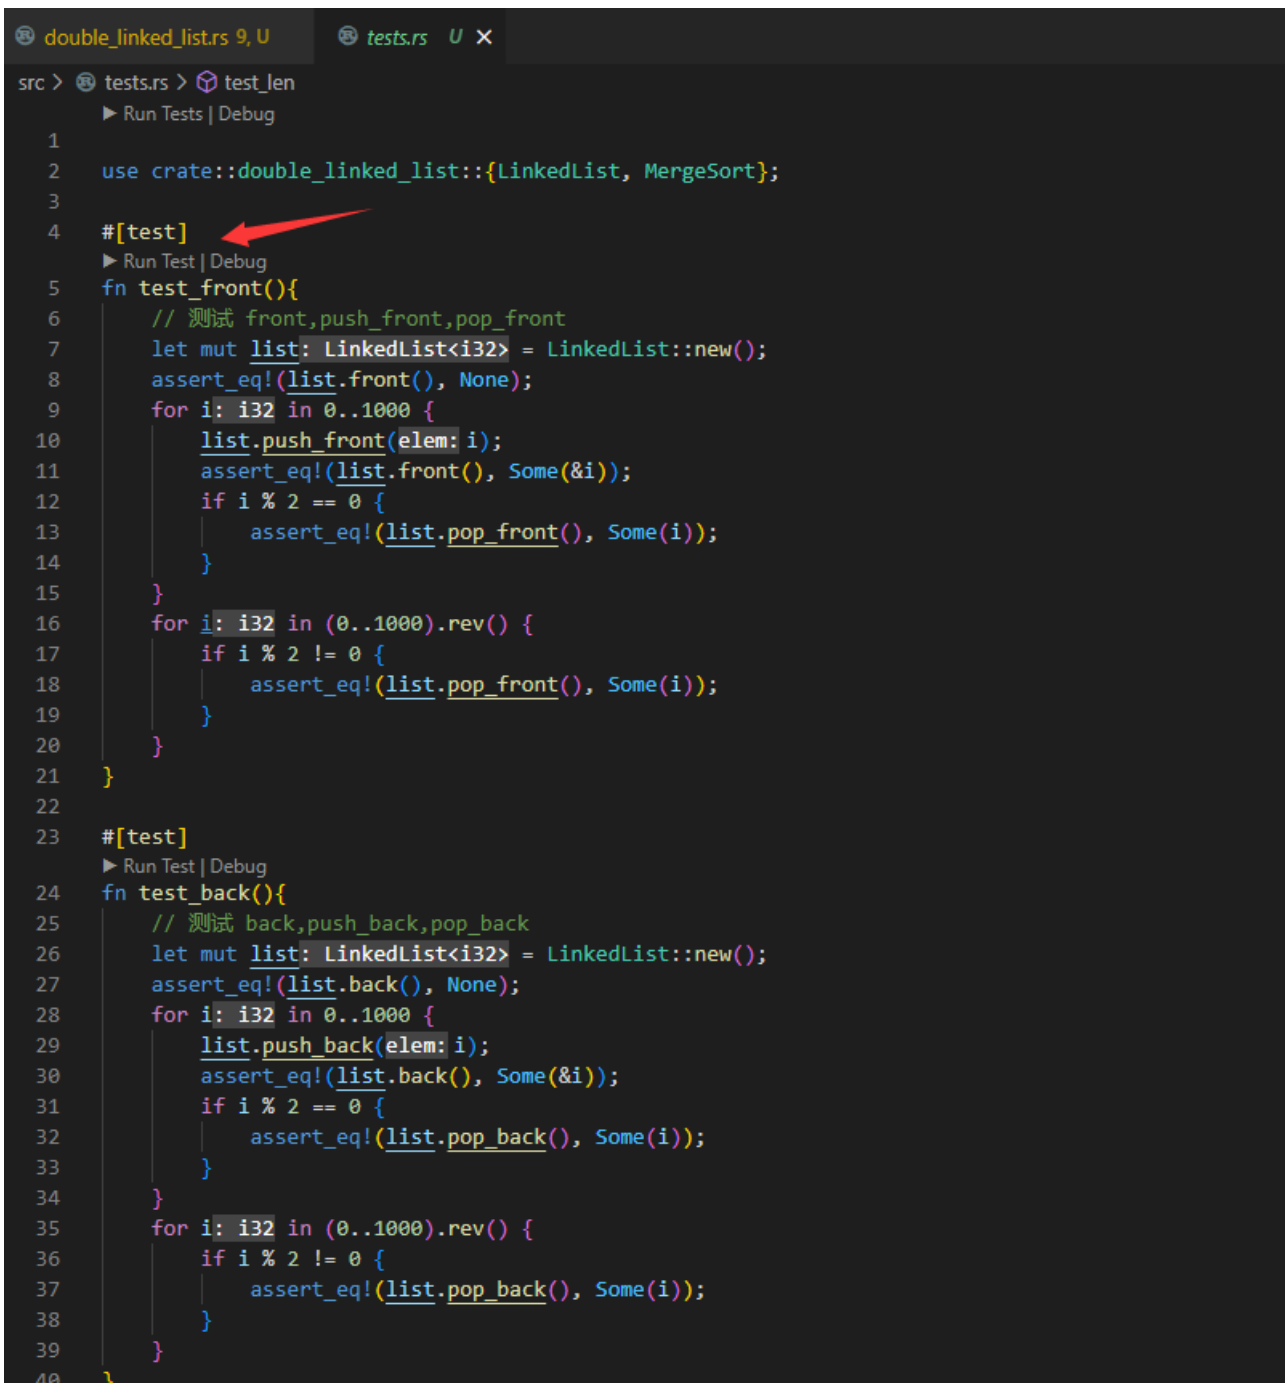 double_linked_list.rs 9, U tests.rs U
src > tests.rs > test_len
Run Tests | Debug
1
2 use crate::double_linked_list::{LinkedList, MergeSort};
3
4 #[test]
Run Test | Debug
5 fn test_front(){
6 // 测试 front,push_front,pop_front
7 let mut list: LinkedList<i32> = LinkedList::new();
8 assert_eq!(list.front(), None);
9 for i: i32 in 0..1000 {
10 list.push_front(elem: i);
11 assert_eq!(list.front(), Some(&i));
12 if i % 2 == 0 {
13 assert_eq!(list.pop_front(), Some(i));
14 }
15 }
16 for i: i32 in (0..1000).rev() {
17 if i % 2 != 0 {
18 assert_eq!(list.pop_front(), Some(i));
19 }
20 }
21 }
22
23 #[test]
Run Test | Debug
24 fn test_back(){
25 // 测试 back,push_back,pop_back
26 let mut list: LinkedList<i32> = LinkedList::new();
27 assert_eq!(list.back(), None);
28 for i: i32 in 0..1000 {
29 list.push_back(elem: i);
30 assert_eq!(list.back(), Some(&i));
31 if i % 2 == 0 {
32 assert_eq!(list.pop_back(), Some(i));
33 }
34 }
35 for i: i32 in (0..1000).rev() {
36 if i % 2 != 0 {
37 assert_eq!(list.pop_back(), Some(i));
38 }
39 }
40 }